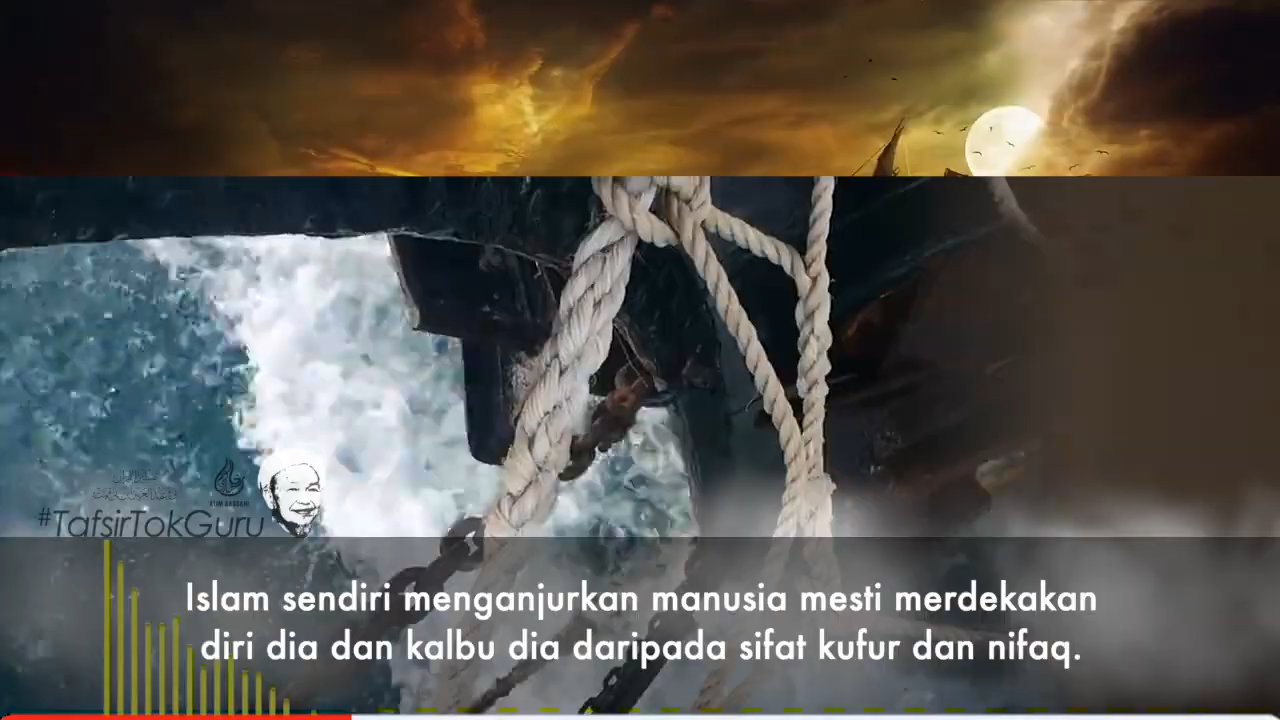 #TafsirTokGuru
Islam sendiri menganjurkan manusia mesti merdekakan
diri dia dan kalbu dia daripada sifat kufur dan nifaq.